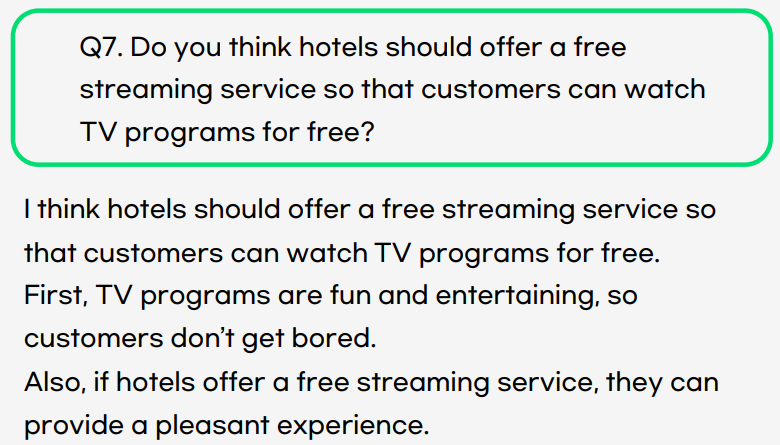 Q7. Do you think hotels should offer a free
streaming service so that customers can watch
TV programs for free?
I think hotels should offer a free streaming service so
that customers can watch TV programs for free.
First, TV programs are fun and entertaining, so
customers don’t get bored.
Also, if hotels offer a free streaming service, they can
provide a pleasant experience.